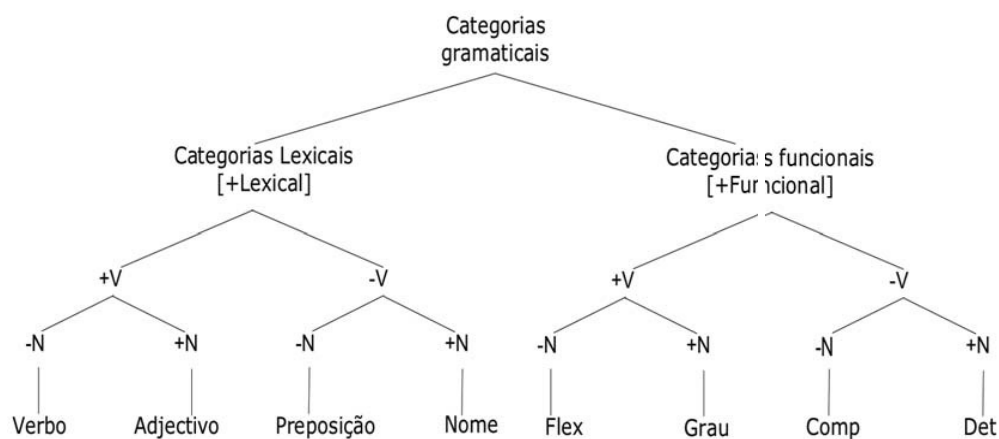 Categorias
gramaticais
Categorias Lexicais
[+Lexical]
Categorias funcionais
[+Funcional]
+V
-V
+V
-V
-N
+N
-N
+N
-N
+N
-N
+N
Verbo
Adjectivo
Preposição
Nome
Flex
Grau
Comp
Det